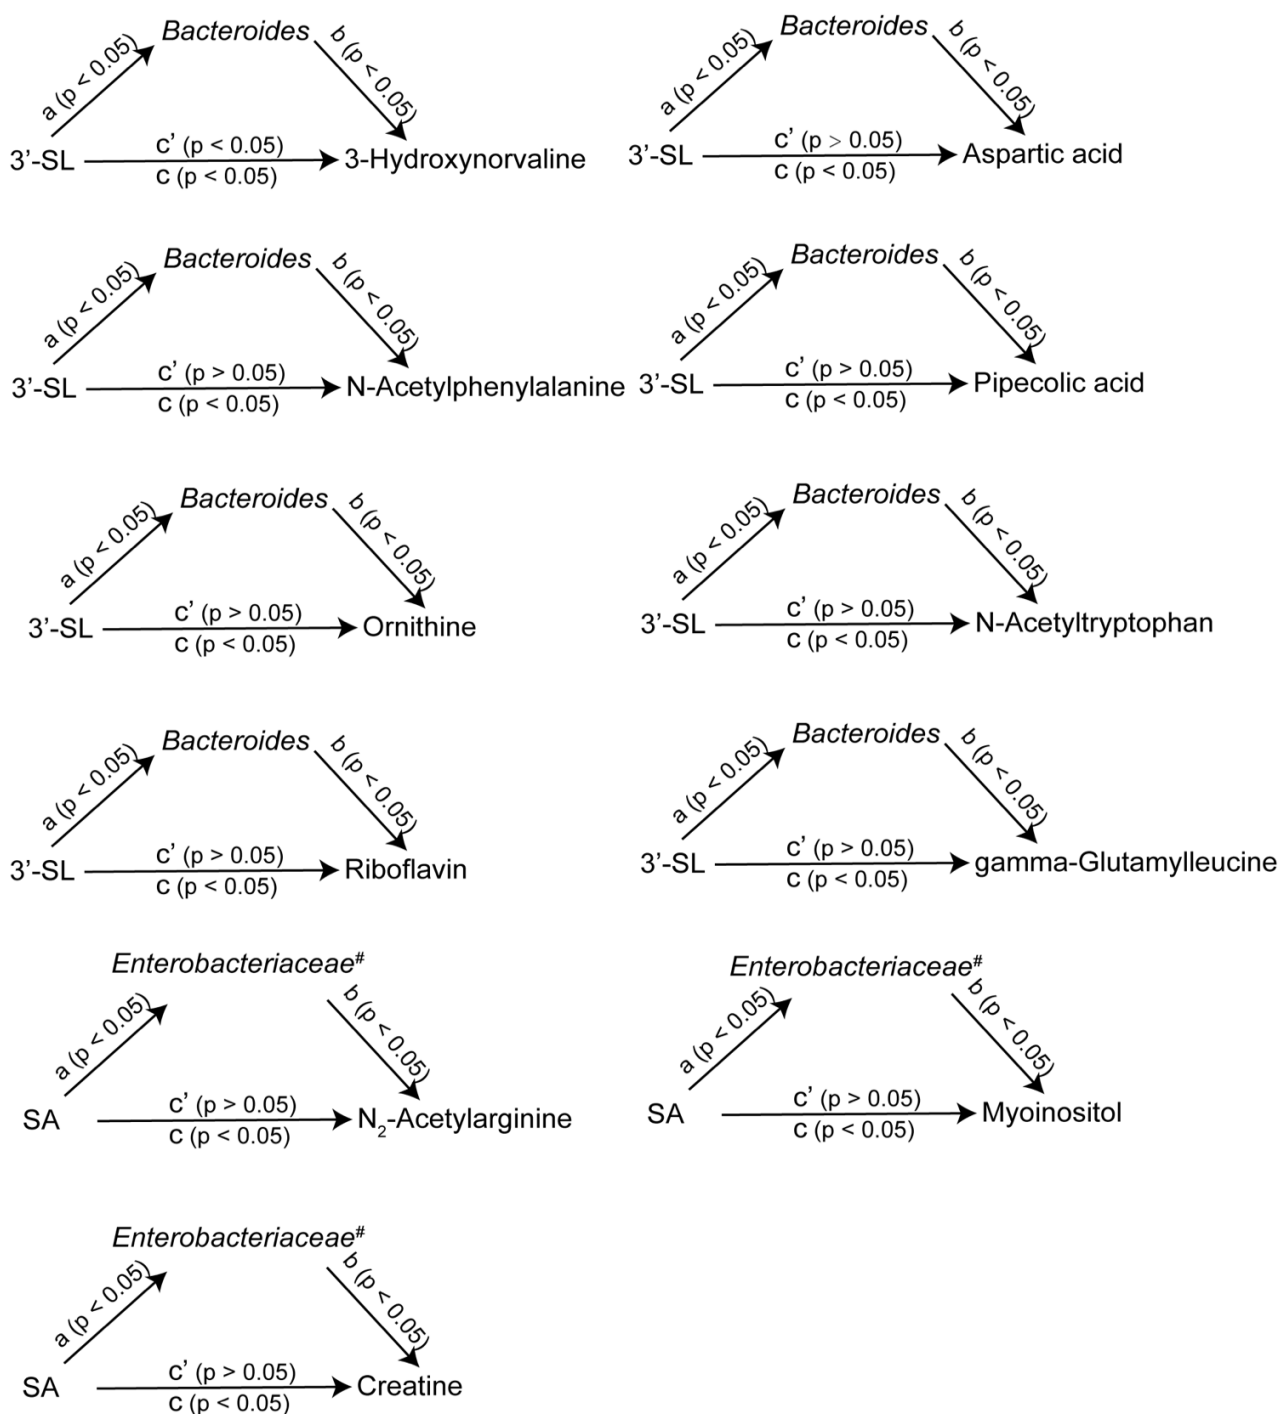 Bacteroides
a (p < 0.05)
b (p < 0.05)
3’-SL
c’ (p < 0.05)
c (p < 0.05)
3-Hydroxynorvaline
Bacteroides
a (p < 0.05)
b (p < 0.05)
3’-SL
c’ (p > 0.05)
c (p < 0.05)
Aspartic acid
Bacteroides
a (p < 0.05)
b (p < 0.05)
3’-SL
c’ (p > 0.05)
c (p < 0.05)
N-Acetylphenylalanine
Bacteroides
a (p < 0.05)
b (p < 0.05)
3’-SL
c’ (p > 0.05)
c (p < 0.05)
Pipecolic acid
Bacteroides
a (p < 0.05)
b (p < 0.05)
3’-SL
c’ (p > 0.05)
c (p < 0.05)
Ornithine
Bacteroides
a (p < 0.05)
b (p < 0.05)
3’-SL
c’ (p > 0.05)
c (p < 0.05)
N-Acetyltryptophan
Bacteroides
a (p < 0.05)
b (p < 0.05)
3’-SL
c’ (p > 0.05)
c (p < 0.05)
Riboflavin
Bacteroides
a (p < 0.05)
b (p < 0.05)
3’-SL
c’ (p > 0.05)
c (p < 0.05)
gamma-Glutamylleucine
Enterobacteriaceae#
a (p < 0.05)
b (p < 0.05)
SA
c’ (p > 0.05)
c (p < 0.05)
N2-Acetylarginine
Enterobacteriaceae#
a (p < 0.05)
b (p < 0.05)
SA
c’ (p > 0.05)
c (p < 0.05)
Myoinositol
Enterobacteriaceae#
a (p < 0.05)
b (p < 0.05)
SA
c’ (p > 0.05)
c (p < 0.05)
Creatine